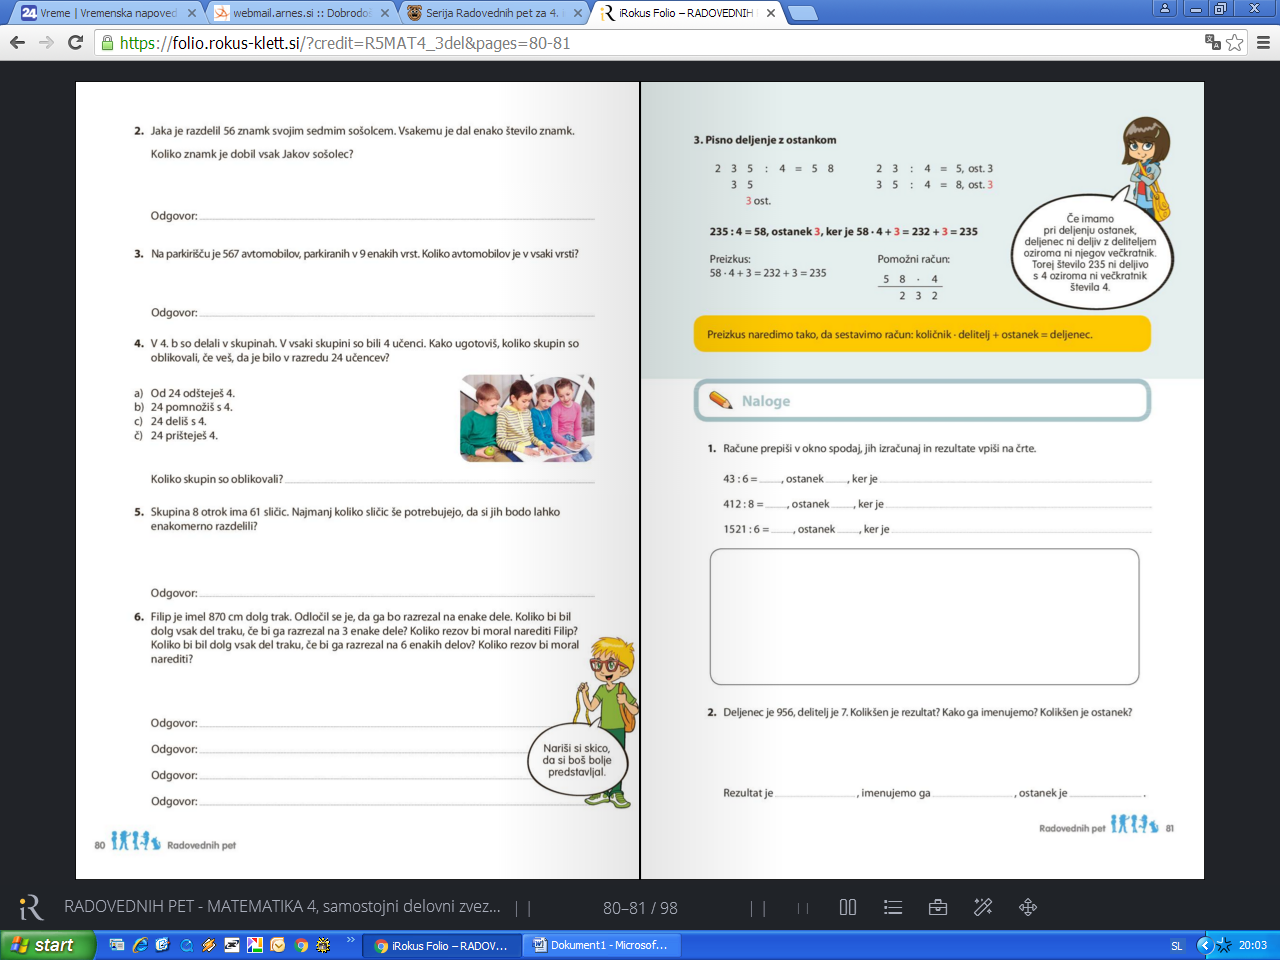 Vreme | Vremenska napoved
webmail.arnes.si :: Dobrodo
Serija Radovednih pet za 4.
iRokus Folio – RADOVEDNIH
https://folio.rokus-klett.si/?credit=R5MAT4_3del&pages=80-81
2. Jaka je razdelil 56 znamk svojim sedmim sošolcem. Vsakemu je dal enako število znamk.
Koliko znamk je dobil vsak Jakov sošolec?
Odgovor:
3. Na parkirišču je 567 avtomobilov, parkiranih v 9 enakih vrst. Koliko avtomobilov je v vsaki vrsti?
Odgovor:
4. V 4. b so delali v skupinah. V vsaki skupini so bili 4 učenci. Kako ugotoviš, koliko skupin so
oblikovali, če veš, da je bilo v razredu 24 učencev?
a) Od 24 odšteješ 4.
b) 24 pomnožiš s 4.
c) 24 deliš s 4.
č) 24 prišteješ 4.
Koliko skupin so oblikovali?
5. Skupina 8 otrok ima 61 sličic. Najmanj koliko sličic še potrebujejo, da si jih bodo lahko
enakomerno razdelili?
Odgovor:
6. Filip je imel 870 cm dolg trak. Odločil se je, da ga bo razrezal na enake dele. Koliko bi bil
dolg vsak del traku, če bi ga razrezal na 3 enake dele? Koliko rezov bi moral narediti Filip?
Koliko bi bil dolg vsak del traku, če bi ga razrezal na 6 enakih delov? Koliko rezov bi moral
narediti?
Odgovor:
Odgovor:
Odgovor:
Odgovor:
Nariši si skico,
da si boš bolje
predstavljal.
80 Radovednih pet
3. Pisno deljenje z ostankom
2 3 5 : 4 = 5 8
3 5
3 ost.
2 3 : 4 = 5, ost. 3
3 5 : 4 = 8, ost. 3
235 : 4 = 58, ostanek 3, ker je 58 · 4 + 3 = 232 + 3 = 235
Preizkus:
58 · 4 + 3 = 232 + 3 = 235
Pomožni račun:
5 8 · 4
2 3 2
Če imamo
pri deljenju ostanek,
deljenec ni deljiv z deliteljem
oziroma ni njegov večkratnik.
Torej število 235 ni deljivo
s 4 oziroma ni večkratnik
števila 4.
Preizkus naredimo tako, da sestavimo račun: količnik · delitelj + ostanek = deljenec.
Naloge
1. Račune prepiši v okno spodaj, jih izračunaj in rezultate vpiši na črte.
43 : 6 = , ostanek , ker je
412 : 8 = , ostanek , ker je
1521 : 6 = , ostanek , ker je
2. Deljenec je 956, delitelj je 7. Kolikšen je rezultat? Kako ga imenujemo? Kolikšen je ostanek?
Rezultat je , imenujemo ga , ostanek je .
Radovednih pet 81
RADOVEDNIH PET - MATEMATIKA 4, samostojni delovni zvez...
80–81 / 98
start
iRokus Folio – RADOV...
Dokument1 - Microsof...
SL
20:03